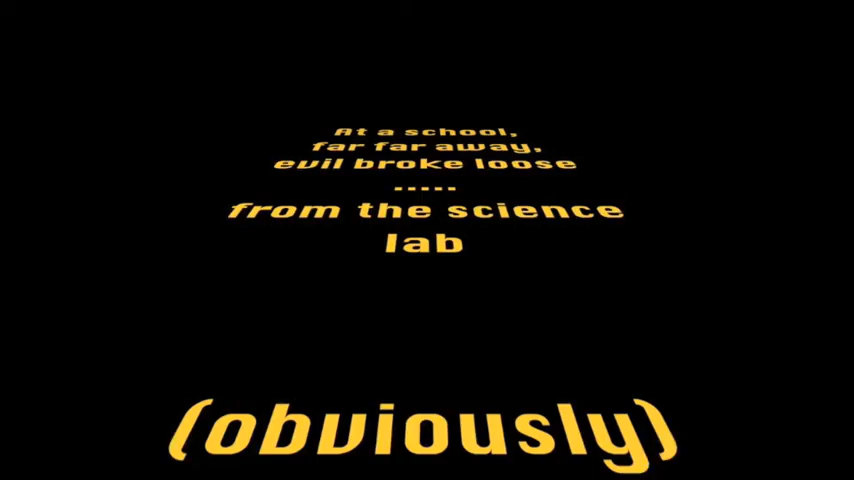 At a school,
far far away,
evil broke loose
.....
from the science
lab
(obviously)